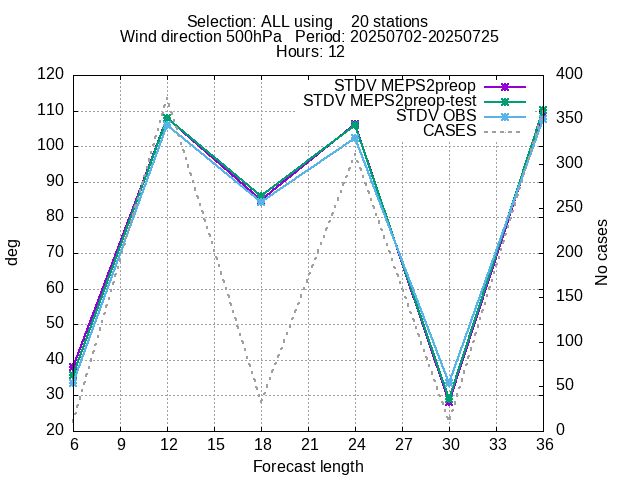 Selection: ALL using    20 stations
Wind direction 500hPa   Period: 20250702-20250725
Hours: 12
STDV MEPS2preop
STDV MEPS2preop-test
STDV OBS
CASES
120
110
100
90
80
70
60
50
40
30
20
deg
400
350
300
250
200
150
100
50
0
No cases
6 9 12 15 18 21 24 27 30 33 36
Forecast length